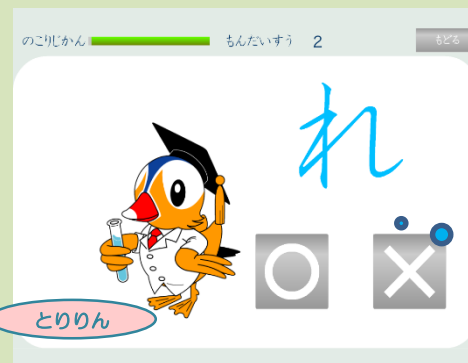 のこりじかん もんだいすう 2 もどる
れ
とりりん